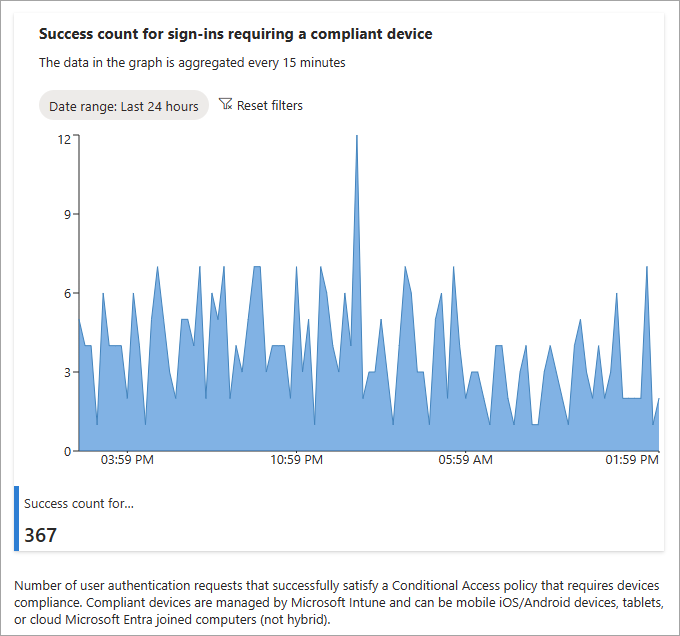 Success count for sign-ins requiring a compliant device
The data in the graph is aggregated every 15 minutes
Date range: Last 24 hours Reset filters
12
9
6
3
0
03:59 PM 10:59 PM 05:59 AM 01:59 PM
Success count for...
367
Number of user authentication requests that successfully satisfy a Conditional Access policy that requires devices
compliance. Compliant devices are managed by Microsoft Intune and can be mobile iOS/Android devices, tablets,
or cloud Microsoft Entra joined computers (not hybrid).